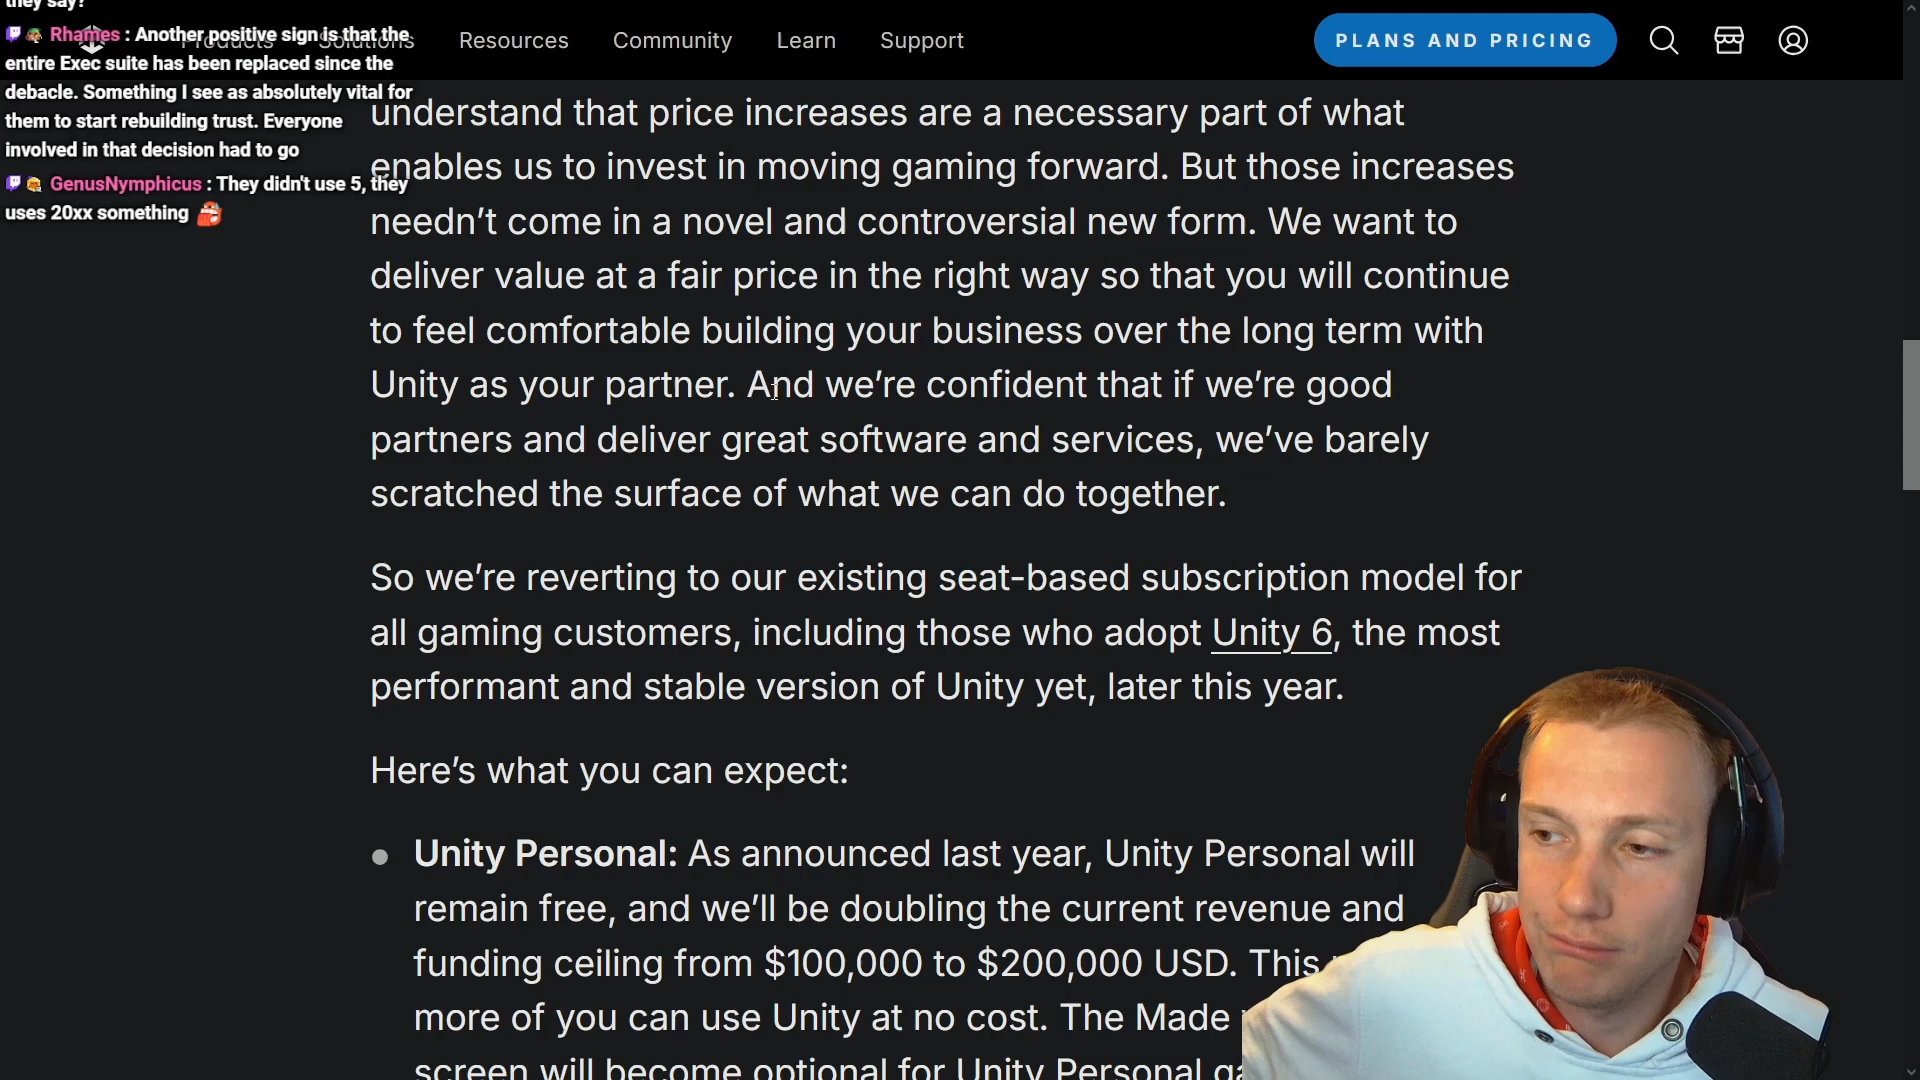 they say?
Rhames : Another positive sign is that the
entire Exec suite has been replaced since the
debacle. Something I see as absolutely vital for
them to start rebuilding trust. Everyone
involved in that decision had to go
GenusNymphicus : They didn't use 5, they
uses 20xx something
Products Solutions Resources Community Learn Support PLANS AND PRICING
understand that price increases are a necessary part of what
enables us to invest in moving gaming forward. But those increases
needn’t come in a novel and controversial new form. We want to
deliver value at a fair price in the right way so that you will continue
to feel comfortable building your business over the long term with
Unity as your partner. And we’re confident that if we’re good
partners and deliver great software and services, we’ve barely
scratched the surface of what we can do together.
So we’re reverting to our existing seat-based subscription model for
all gaming customers, including those who adopt Unity 6, the most
performant and stable version of Unity yet, later this year.
Here’s what you can expect:
Unity Personal: As announced last year, Unity Personal will
remain free, and we’ll be doubling the current revenue and
funding ceiling from $100,000 to $200,000 USD. This
more of you can use Unity at no cost. The Made
screen will become optional for Unity Personal